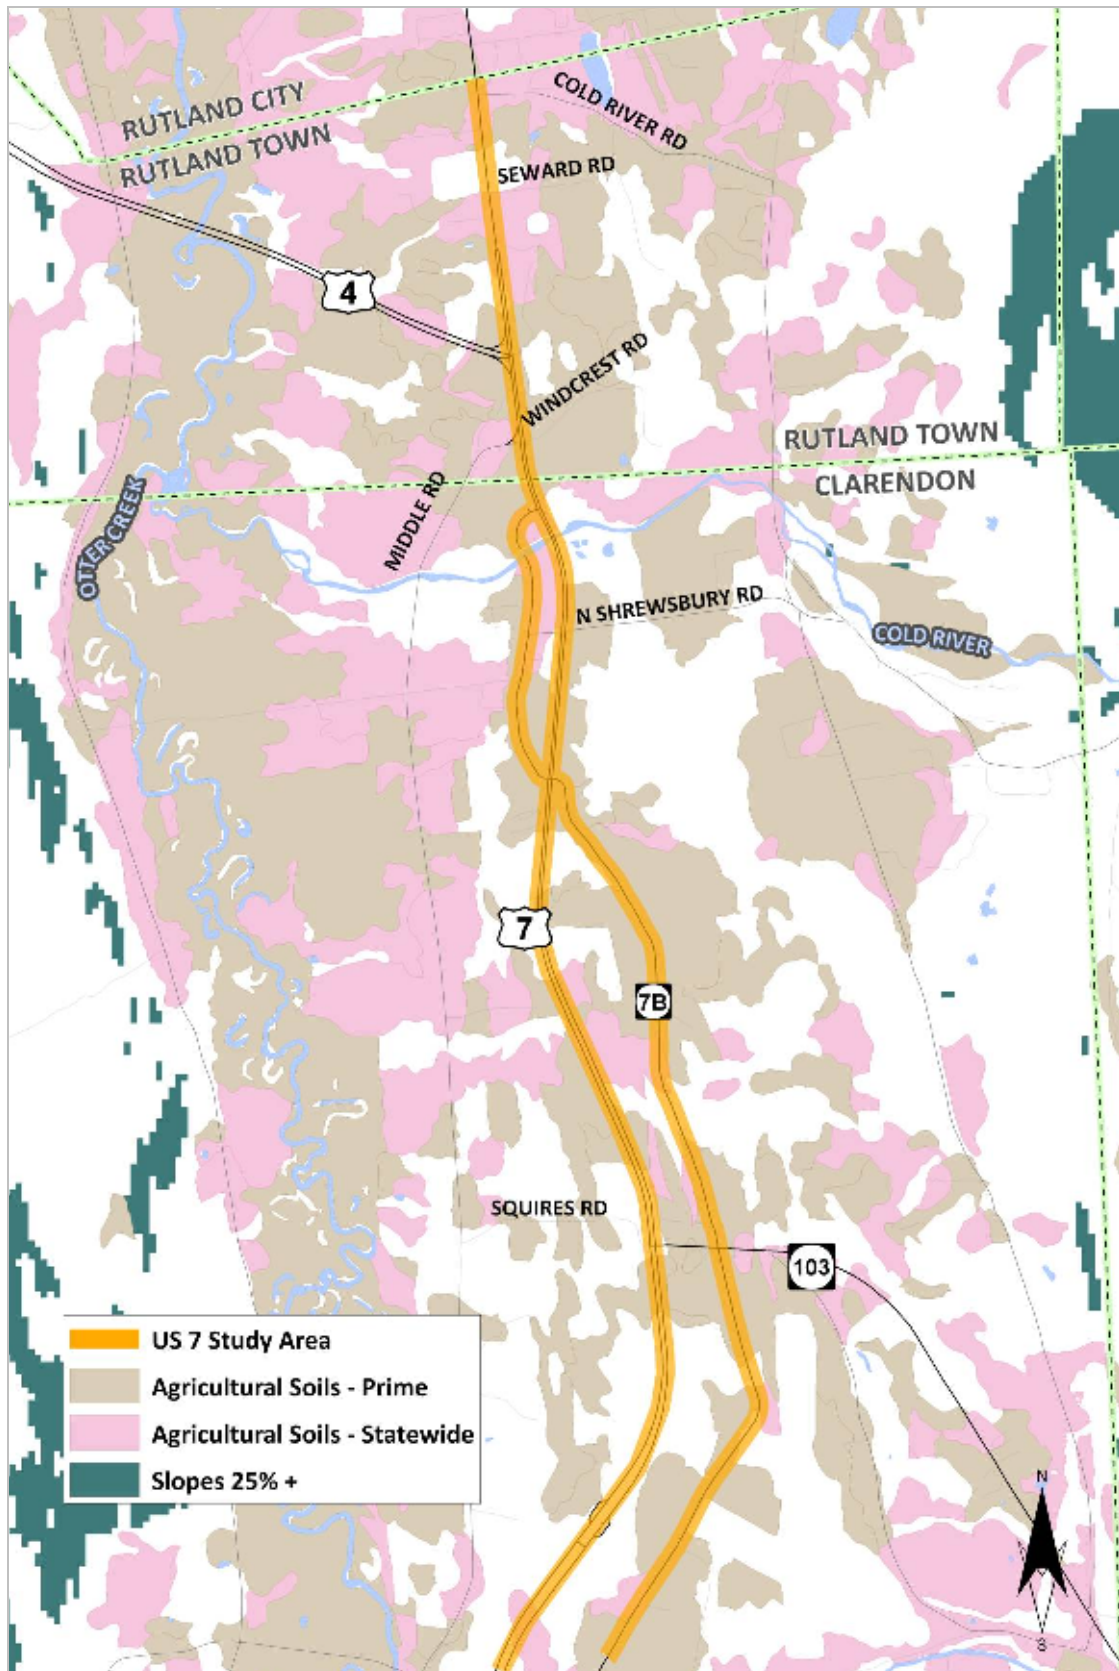 RUTLAND CITY
RUTLAND TOWN
COLD RIVER RD
SEWARD RD
4
WINDCREST RD
RUTLAND TOWN
CLARENDON
MIDDLE RD
OTTER CREEK
N SHREWSBURY RD
COLD RIVER
7
7B
SQUIRES RD
103
US 7 Study Area
Agricultural Soils - Prime
Agricultural Soils - Statewide
Slopes 25% +
N
S